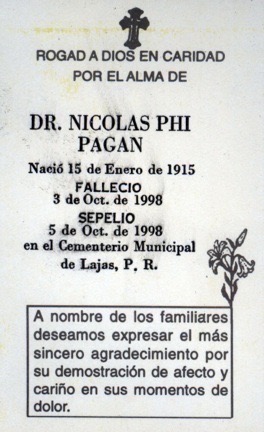 ROGAD A DIOS EN CARIDAD
POR EL ALMA DE
DR. NICOLAS PHI
PAGAN
Nació 15 de Enero de 1915
FALLECIO
3 de Oct. de 1998
SEPELIO
5 de Oct. de 1998
en el Cementerio Municipal
de Lajas, P. R.
A nombre de los familiares
deseamos expresar el más
sincero agradecimiento por
su demostración de afecto y
cariño en sus momentos de
dolor.